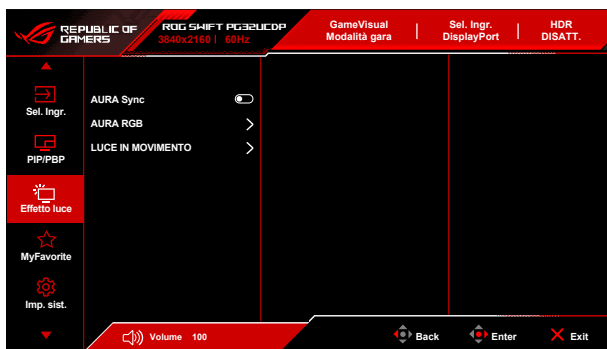 REPUBLIC OF
GAMERS
ROG SWIFT PG32UCDP
3840x2160 | 60Hz
GameVisual
Modalità gara
Sel. Ingr.
DisplayPort
HDR
DISATT.
Sel. Ingr.
PIP/PBP
Effetto luce
MyFavorite
Imp. sist.
AURA Sync
AURA RGB
LUCE IN MOVIMENTO
Volume 100
Back
Enter
Exit